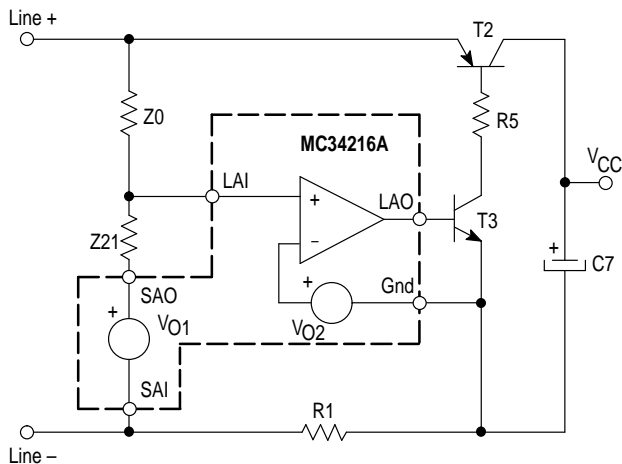 Line +
T2
Z0
R5
MC34216A
VCC
LAI
LAO
+
T3
Z21
–
+
C7
SAO
+
Gnd
+
VO1
VO2
SAI
R1
Line –